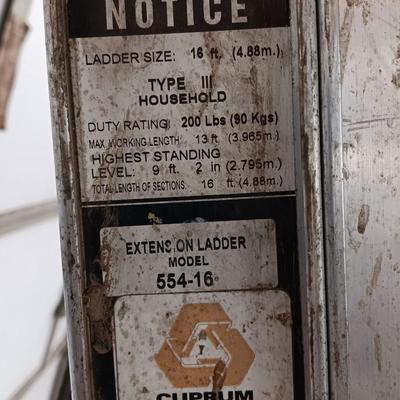 NOTICE
LADDER SIZE: 16 ft. (4.88m.)
TYPE III
HOUSEHOLD
DUTY RATING: 200 Lbs (90 Kgs)
MAX. WORKING LENGTH: 13 ft (3.965m.)
HIGHEST STANDING
LEVEL: 9 ft. 2 in (2.795m.)
TOTAL LENGTH OF SECTIONS: 16 ft. (4.88m.)
EXTENSION LADDER
MODEL
554-16
CUPRUM